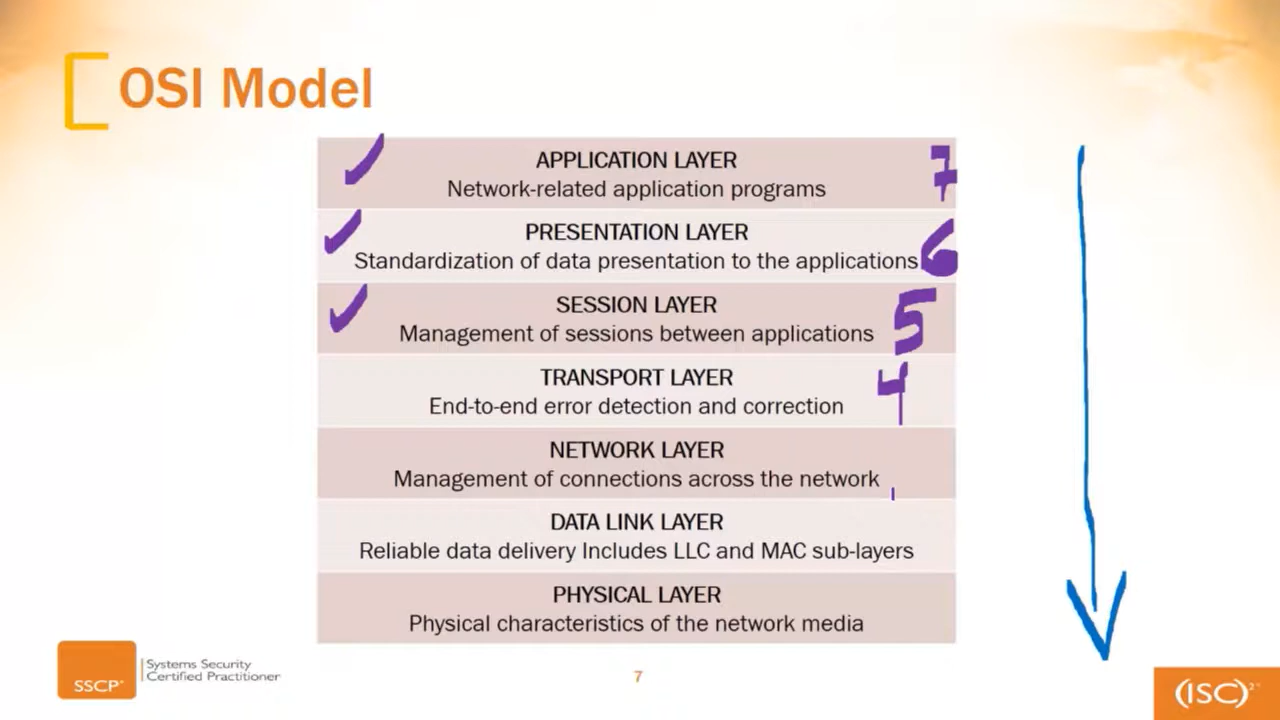 OSI Model
APPLICATION LAYER
Network-related application programs
7
PRESENTATION LAYER
Standardization of data presentation to the applications
6
SESSION LAYER
Management of sessions between applications
5
TRANSPORT LAYER
End-to-end error detection and correction
4
NETWORK LAYER
Management of connections across the network
DATA LINK LAYER
Reliable data delivery Includes LLC and MAC sub-layers
PHYSICAL LAYER
Physical characteristics of the network media
SSCP®
Systems Security
Certified Practitioner
7
(ISC)²